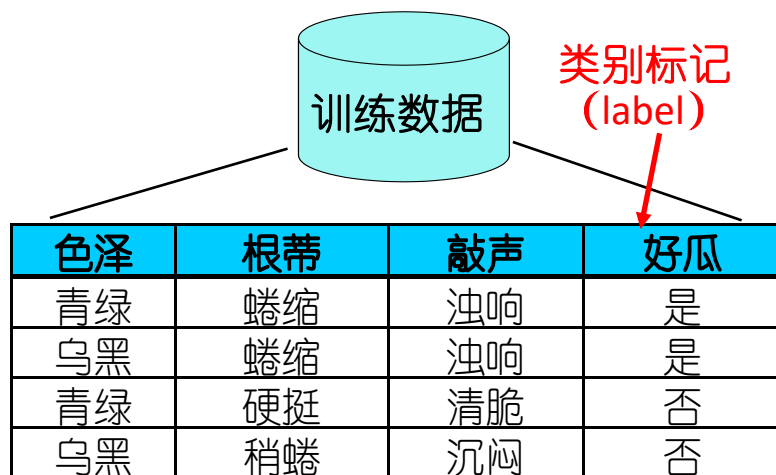 训练数据
类别标记
（label）
色泽 根蒂 敲声 好瓜
青绿 蜷缩 浊响 是
乌黑 蜷缩 浊响 是
青绿 硬挺 清脆 否
乌黑 稍蜷 沉闷 否